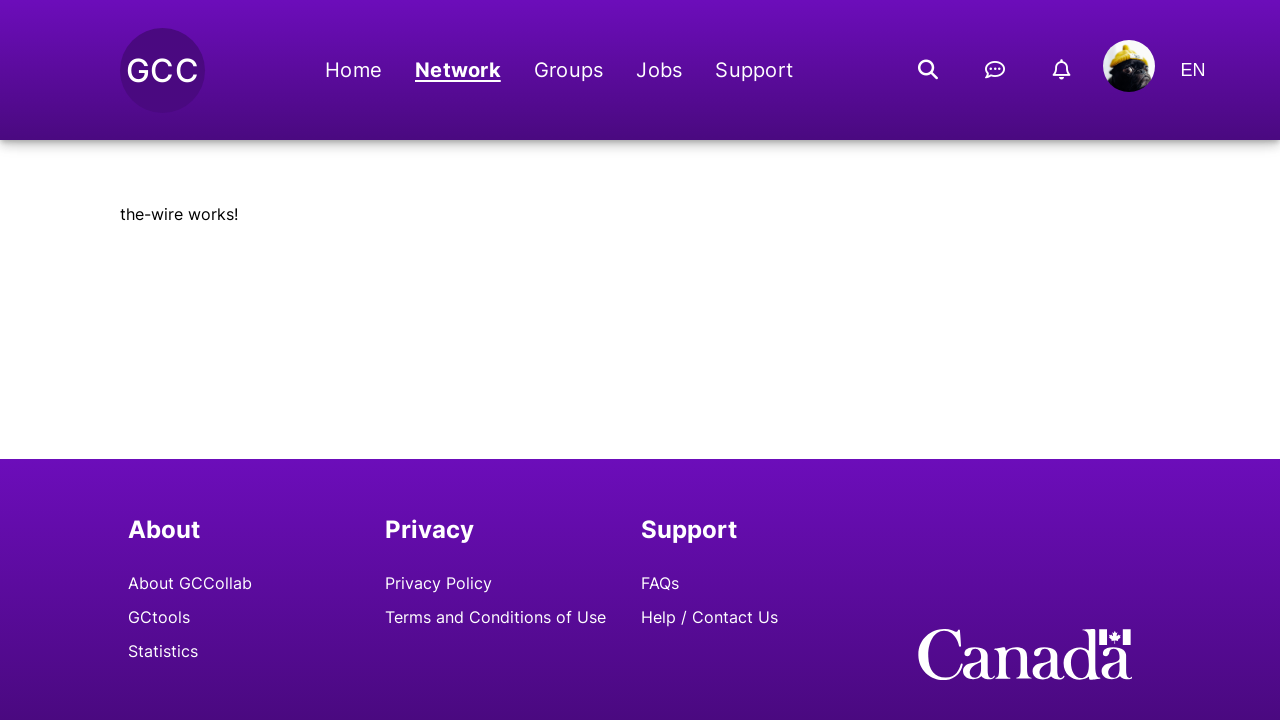 GCC
Home Network Groups Jobs Support EN
the-wire works!
About Privacy Support
About GCCollab Privacy Policy FAQs
GCtools Terms and Conditions of Use Help / Contact Us
Statistics
Canada